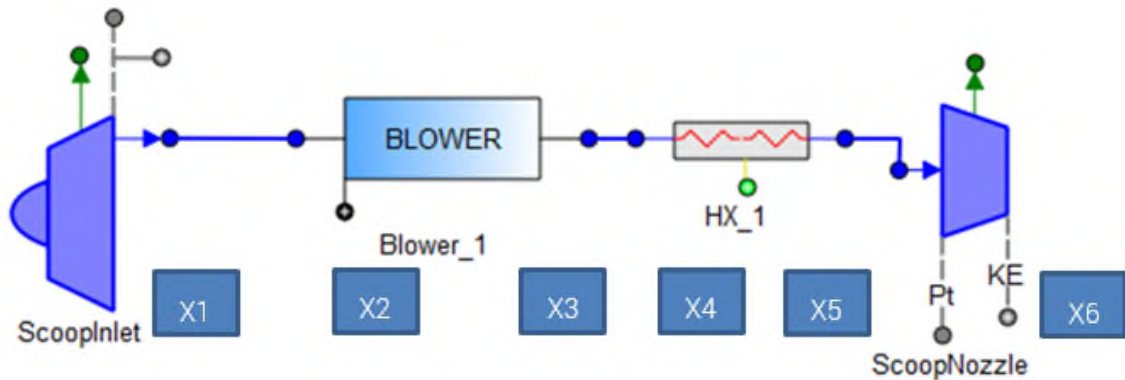 BLOWER
HX_1
Blower_1
Pt
KE
X1
X2
X3
X4
X5
X6
ScoopInlet
ScoopNozzle